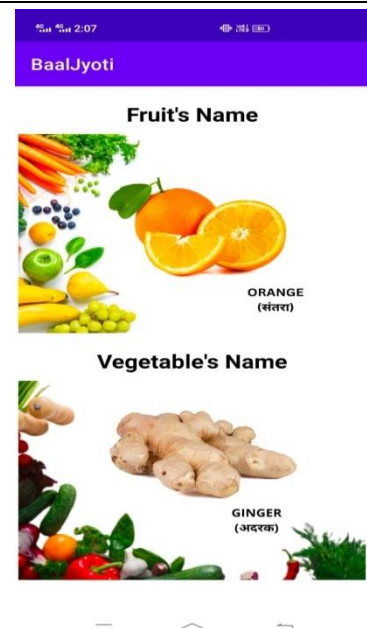 2:07
BaalJyoti
Fruit's Name
ORANGE
(संतरा)
Vegetable's Name
GINGER
(अदरक)